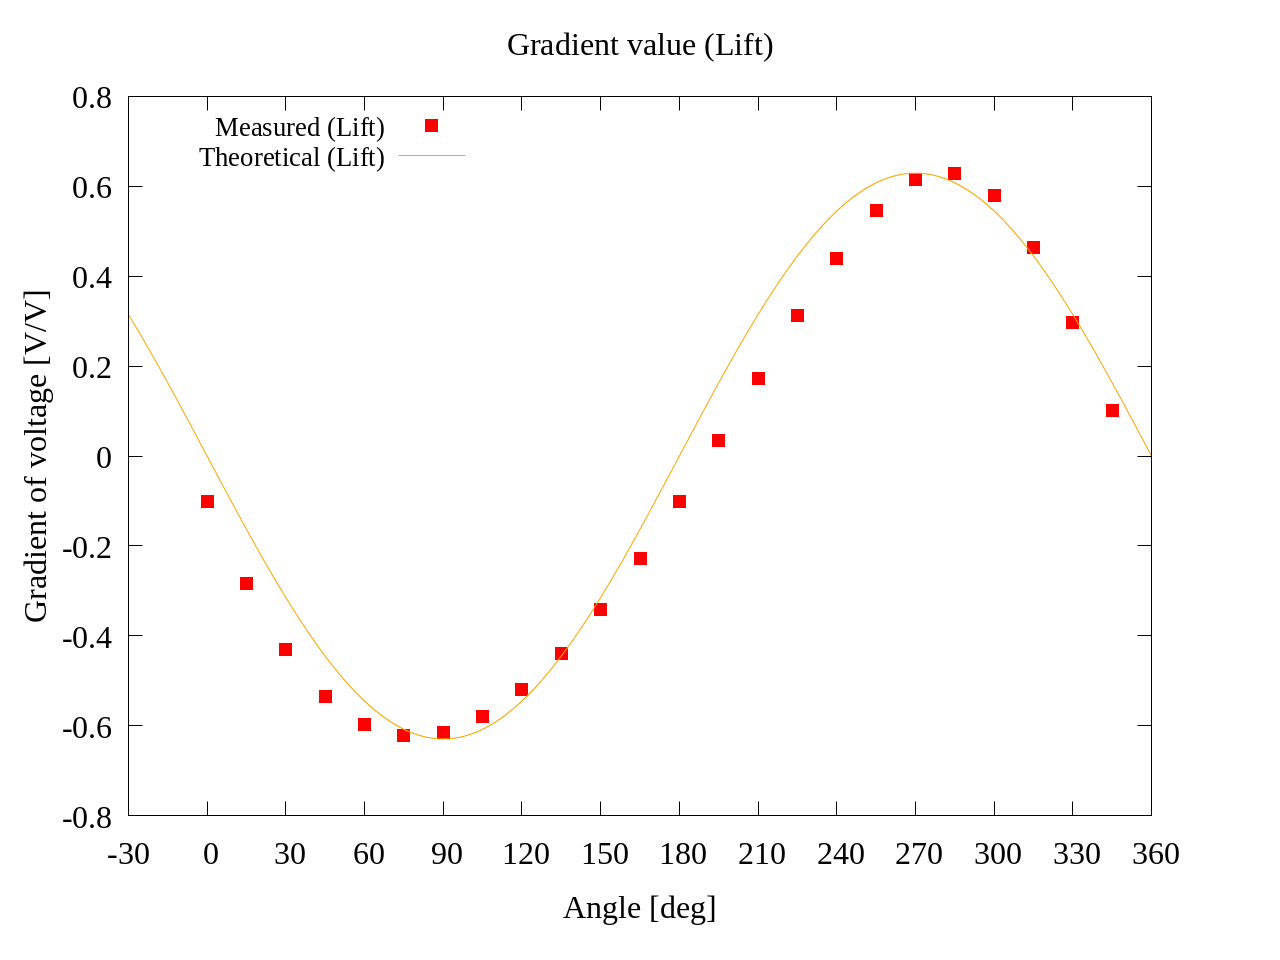 Gradient value (Lift)
Measured (Lift)
Theoretical (Lift)
0.8
0.6
0.4
0.2
0
-0.2
-0.4
-0.6
-0.8
Gradient of voltage [V/V]
-30 0 30 60 90 120 150 180 210 240 270 300 330 360
Angle [deg]